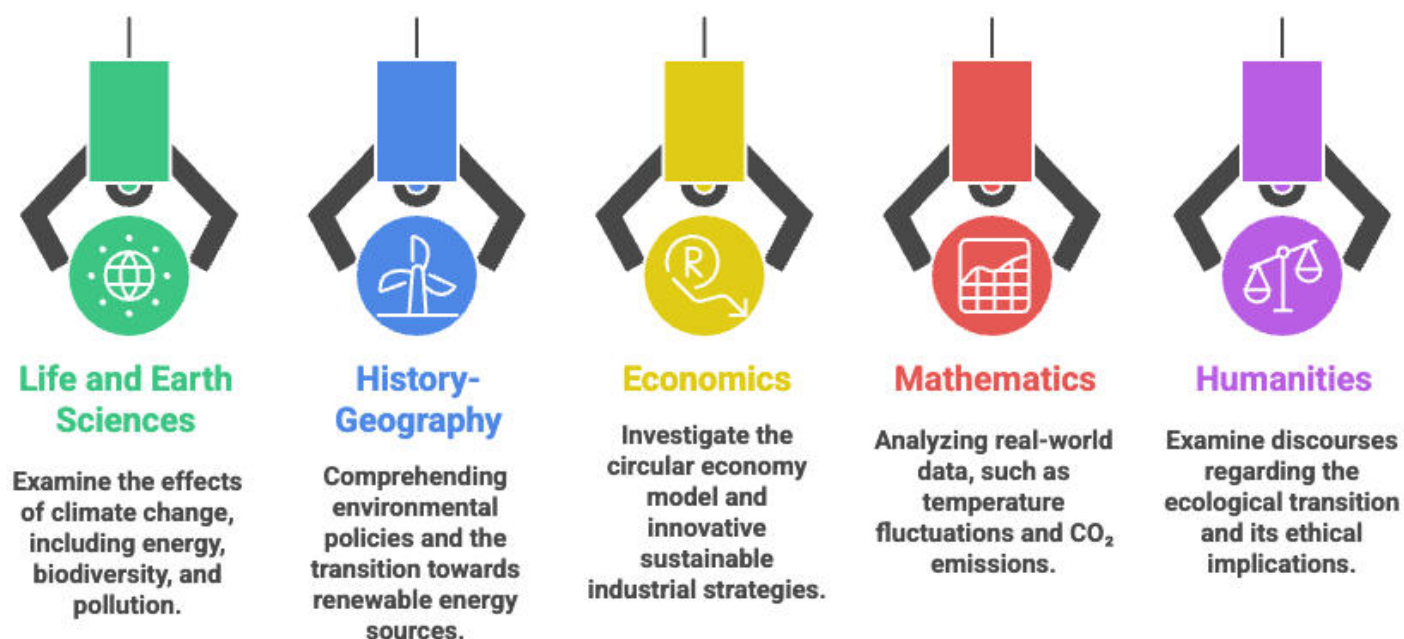 R
Life and Earth
Sciences
Examine the effects
of climate change,
including energy,
biodiversity, and
pollution.
History-
Geography
Comprehending
environmental
policies and the
transition towards
renewable energy
sources.
Economics
Investigate the
circular economy
model and
innovative
sustainable
industrial strategies.
Mathematics
Analyzing real-world
data, such as
temperature
fluctuations and CO₂
emissions.
Humanities
Examine discourses
regarding the
ecological transition
and its ethical
implications.